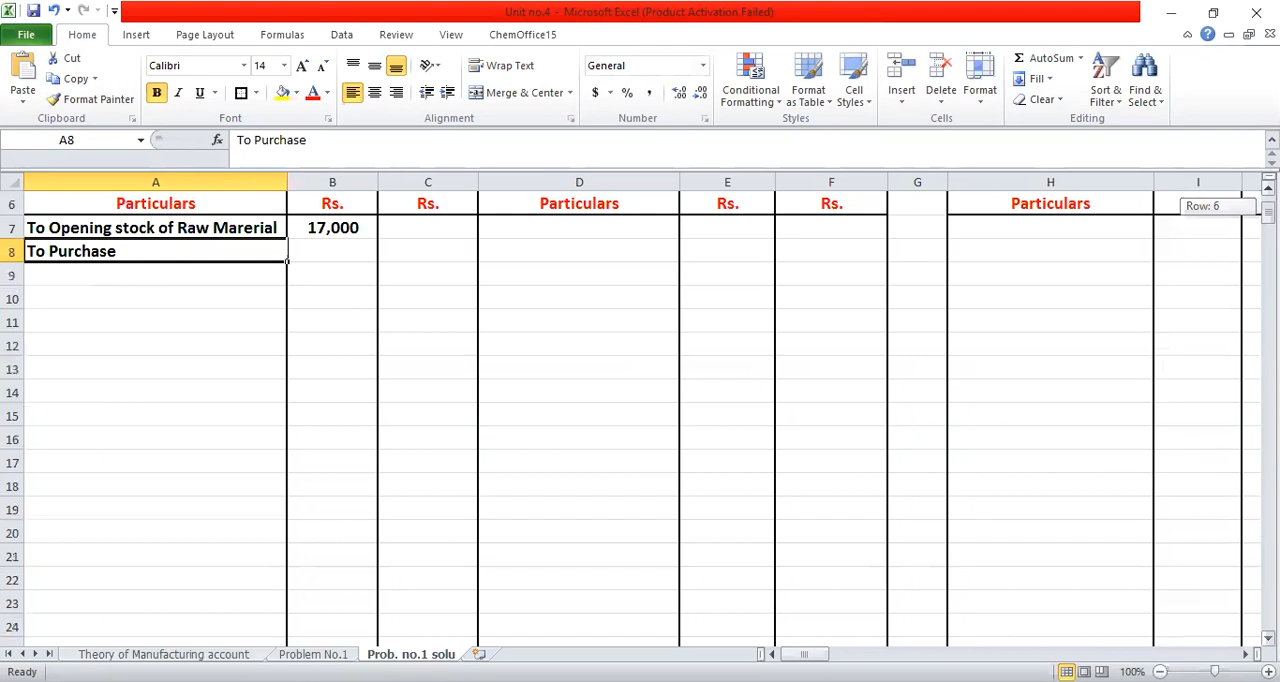 Unit no.4 - Microsoft Excel (Product Activation Failed)
File Home Insert Page Layout Formulas Data Review View ChemOffice15
Cut
Copy
Format Painter
Paste
Clipboard
Calibri 14
B I U
Font
Wrap Text
Merge & Center
Alignment
General
$ % ,
Number
Conditional Formatting
Format as Table
Cell Styles
Styles
Insert
Delete
Format
Cells
AutoSum
Fill
Clear
Sort & Filter
Find & Select
Editing
A8 fx To Purchase
A B C D E F G H I
6 Particulars Rs. Rs. Particulars Rs. Rs. Particulars Row: 6
7 To Opening stock of Raw Marerial 17,000
8 To Purchase
9
10
11
12
13
14
15
16
17
18
19
20
21
22
23
24
Theory of Manufacturing account Problem No.1 Prob. no.1 solu
Ready 100%